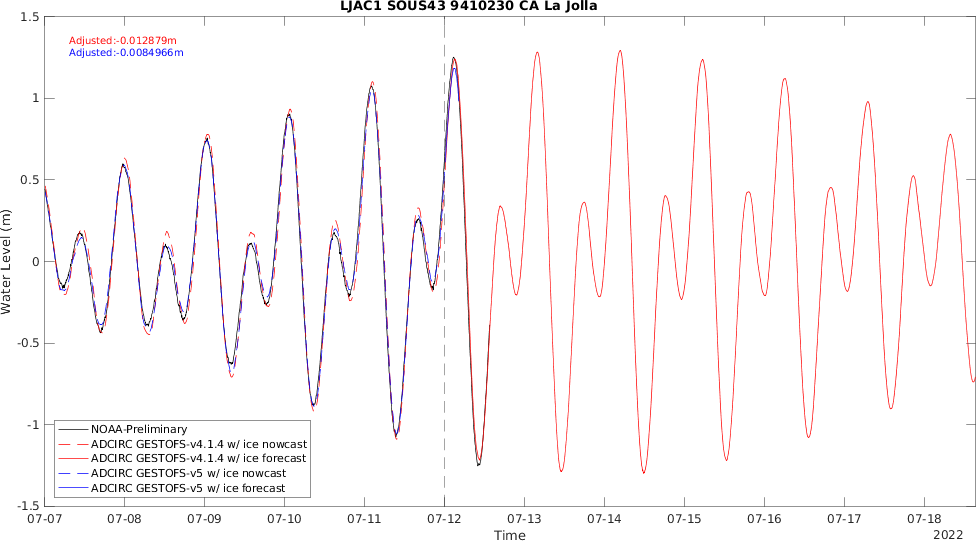 LJAC1 SOUS43 9410230 CA La Jolla
Adjusted:-0.012879m
Adjusted:-0.0084966m
1.5
1
0.5
0
-0.5
-1
-1.5
Water Level (m)
NOAA-Preliminary
ADCIRC GESTOFS-v4.1.4 w/ ice nowcast
ADCIRC GESTOFS-v4.1.4 w/ ice forecast
ADCIRC GESTOFS-v5 w/ ice nowcast
ADCIRC GESTOFS-v5 w/ ice forecast
07-07 07-08 07-09 07-10 07-11 07-12 07-13 07-14 07-15 07-16 07-17 07-18
Time
2022